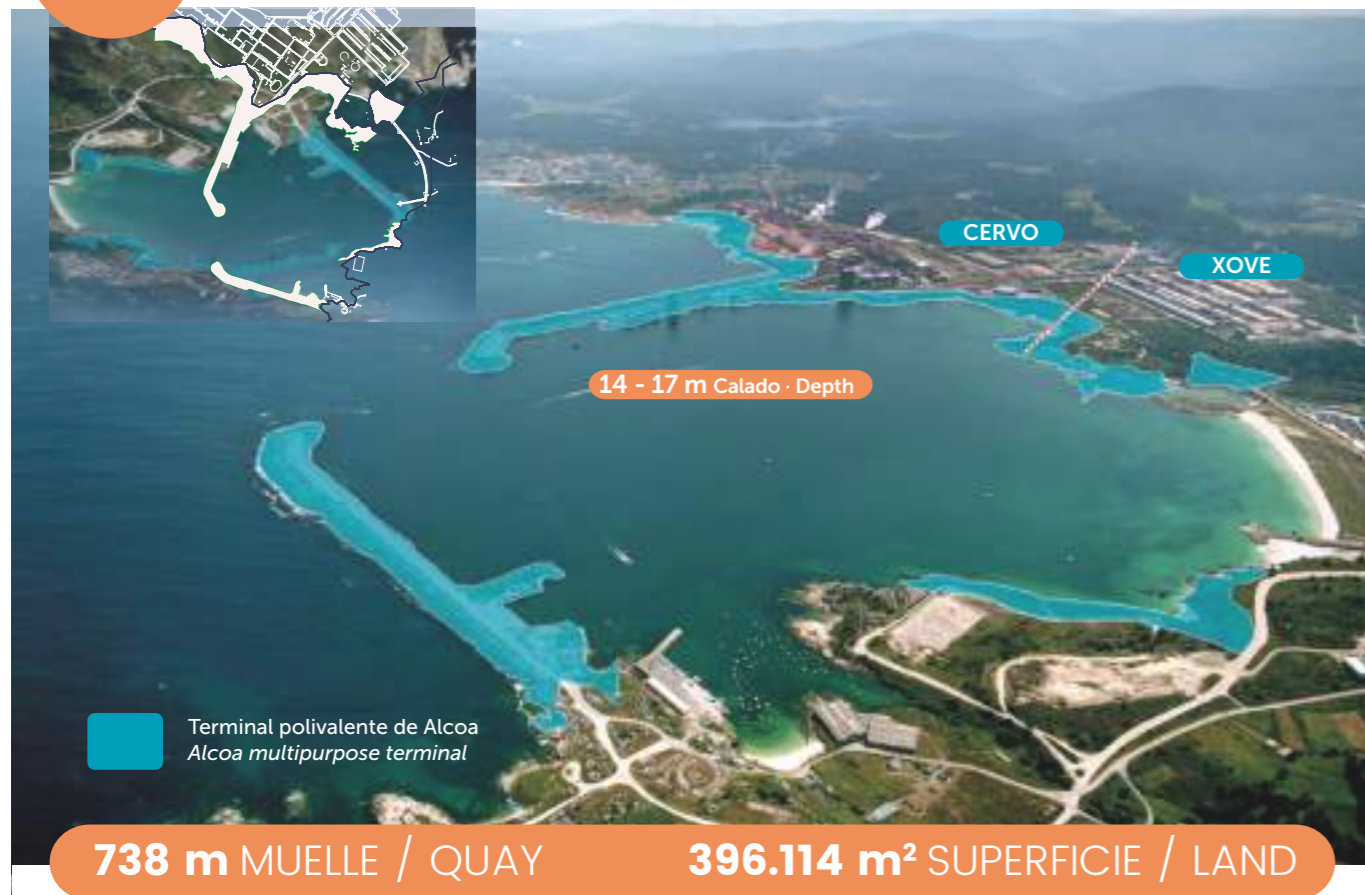 CERVO
XOVE
14 - 17 m Calado · Depth
Terminal polivalente de Alcoa
Alcoa multipurpose terminal
738 m MUELLE / QUAY
396.114 m² SUPERFICIE / LAND